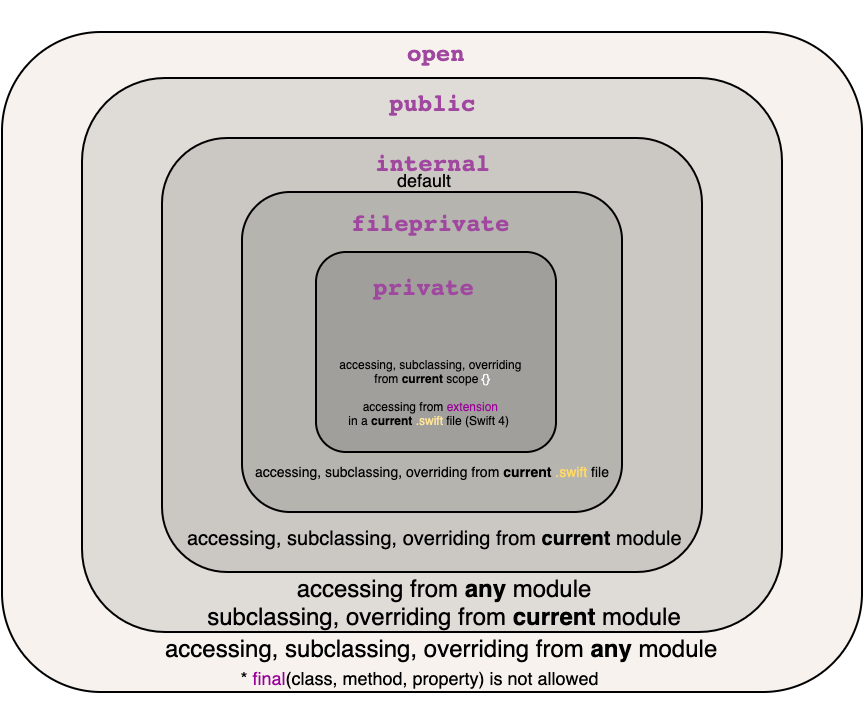 open
public
internal
default
fileprivate
private
accessing, subclassing, overriding
from current scope {}
accessing from extension
in a current .swift file (Swift 4)
accessing, subclassing, overriding from current .swift file
accessing, subclassing, overriding from current module
accessing from any module
subclassing, overriding from current module
accessing, subclassing, overriding from any module
* final(class, method, property) is not allowed